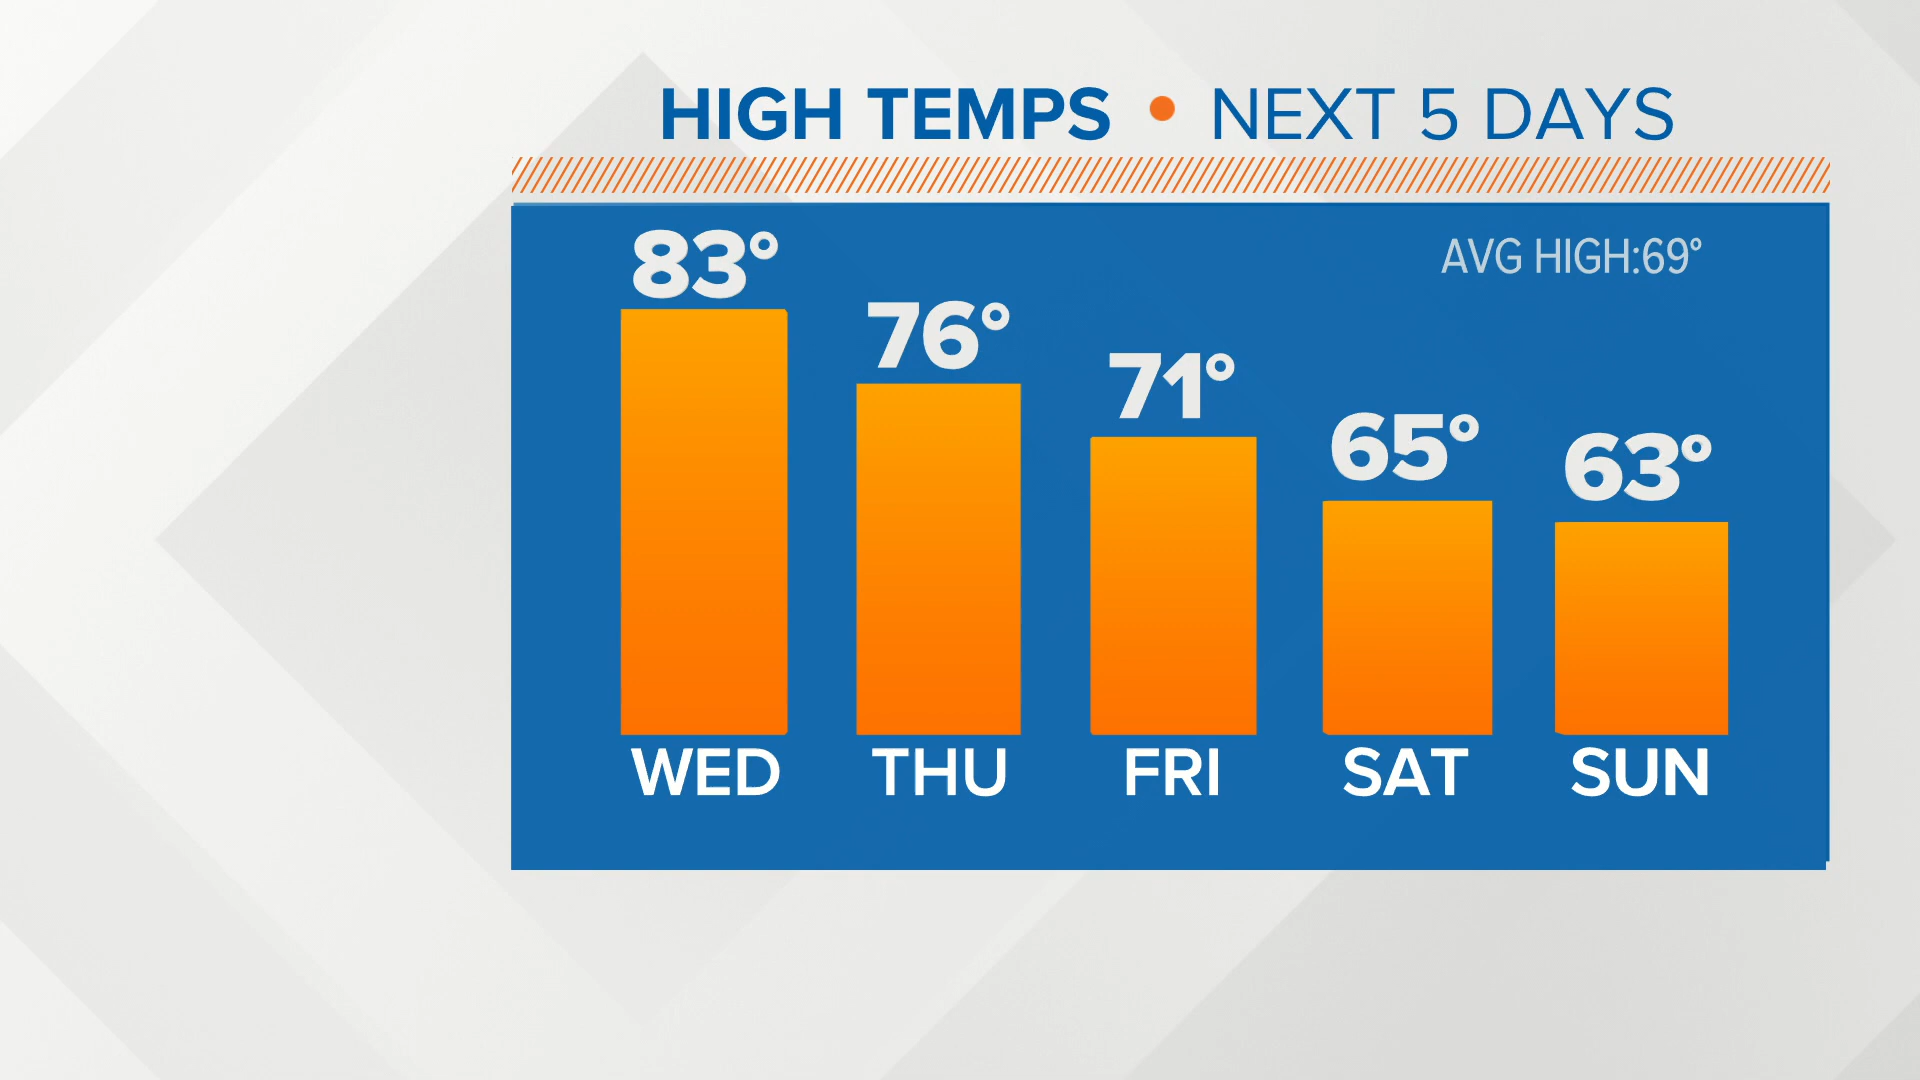 HIGH TEMPS • NEXT 5 DAYS
AVG HIGH:69°
83° 76° 71° 65° 63°
WED THU FRI SAT SUN